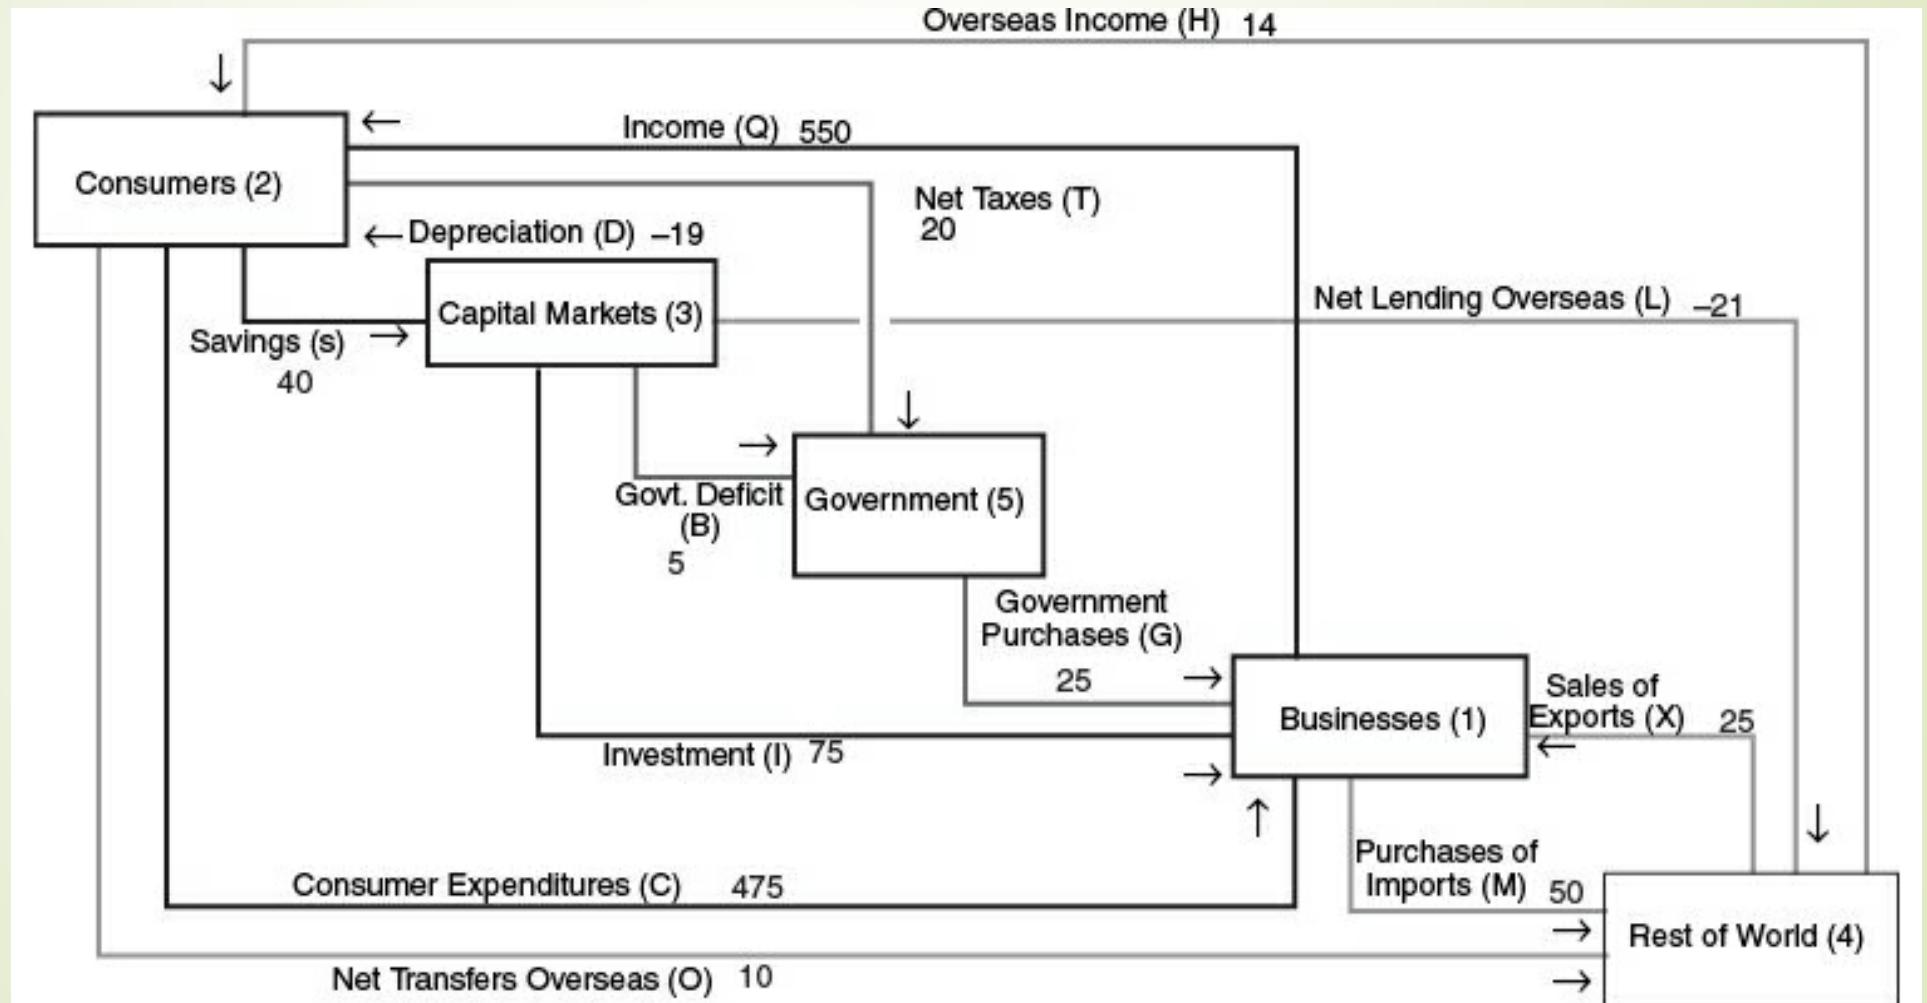 Overseas Income (H) 14
Income (Q) 550
Consumers (2)
Net Taxes (T)
20
Depreciation (D) –19
Capital Markets (3)
Net Lending Overseas (L) –21
Savings (s)
40
Govt. Deficit
(B)
5
Government (5)
Government
Purchases (G)
25
Businesses (1)
Sales of
Exports (X) 25
Investment (I) 75
Purchases of
Imports (M) 50
Consumer Expenditures (C) 475
Rest of World (4)
Net Transfers Overseas (O) 10